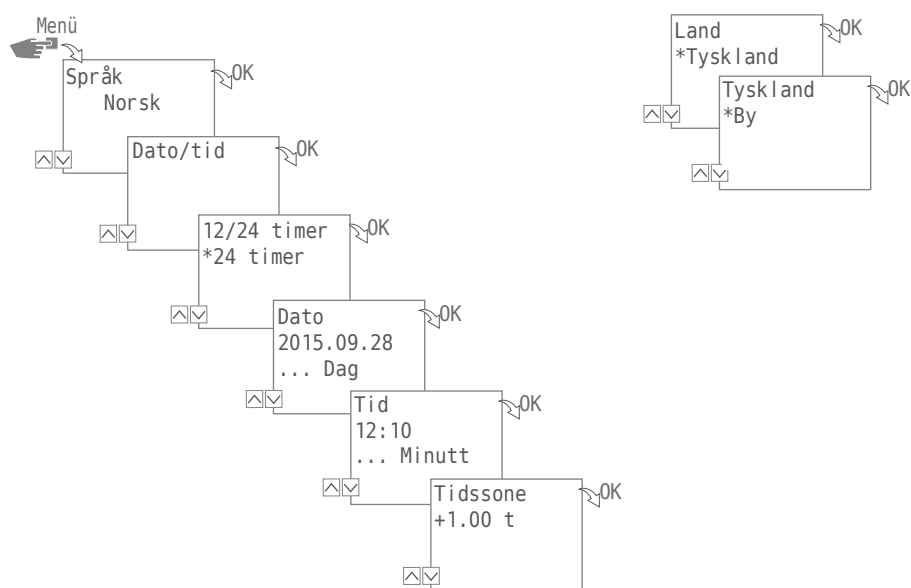 Menü
Språk
Norsk
OK
Dato/tid
OK
12/24 timer
*24 timer
OK
Dato
2015.09.28
... Dag
OK
Tid
12:10
... Minutt
OK
Tidssone
+1.00 t
OK
Land
*Tyskland
OK
Tyskland
*By
OK